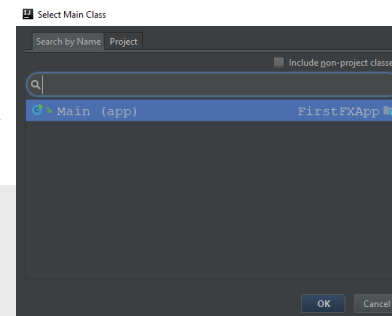 Select Main Class
Search by Name Project
Include non-project classe
Main (app) FirstFXApp
OK Cancel